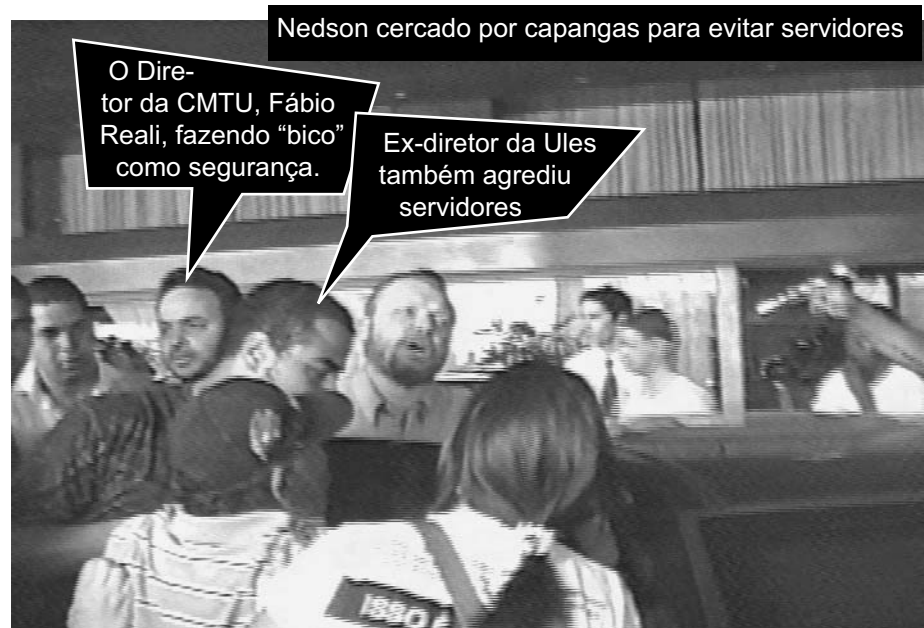 Nedson cercado por capangas para evitar servidores
O Dire-
tor da CMTU, Fábio
Reali, fazendo “bico”
como segurança.
Ex-diretor da Ules
também agrediu
servidores